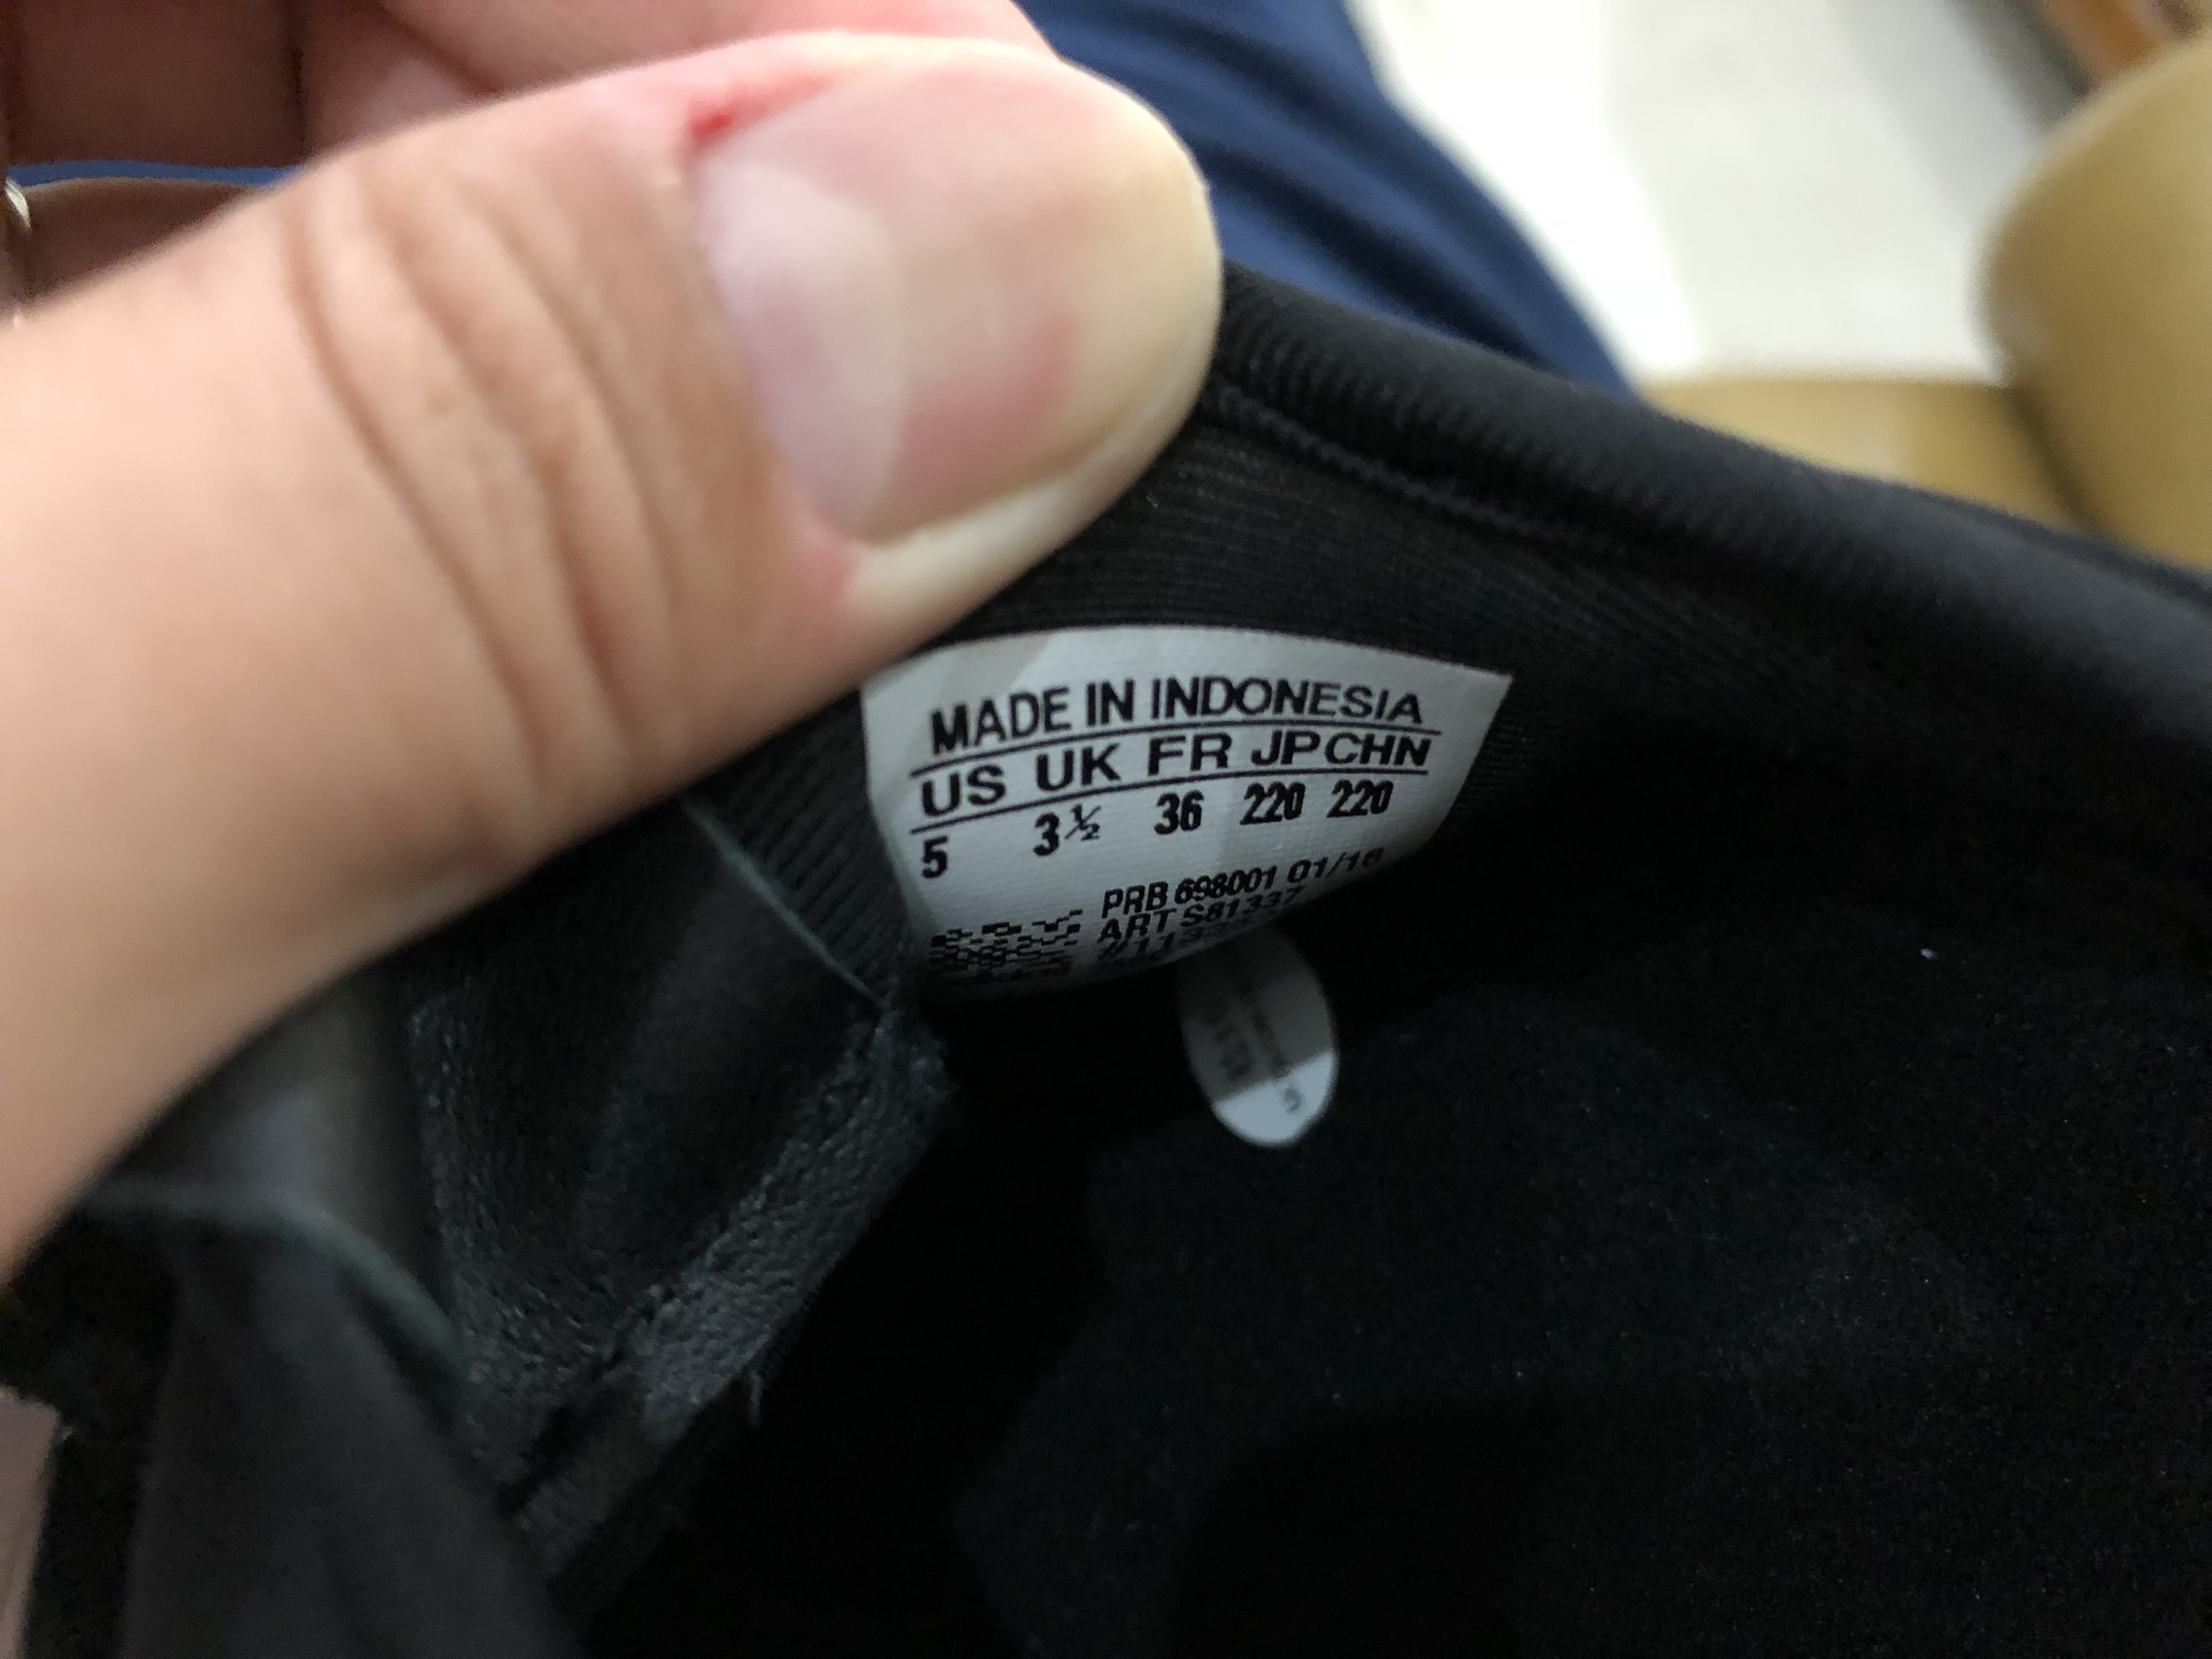 MADE IN INDONESIA
US UK FR JP CHN
5 3½ 36 220 220
PRB 698001 01/16
ART S81337